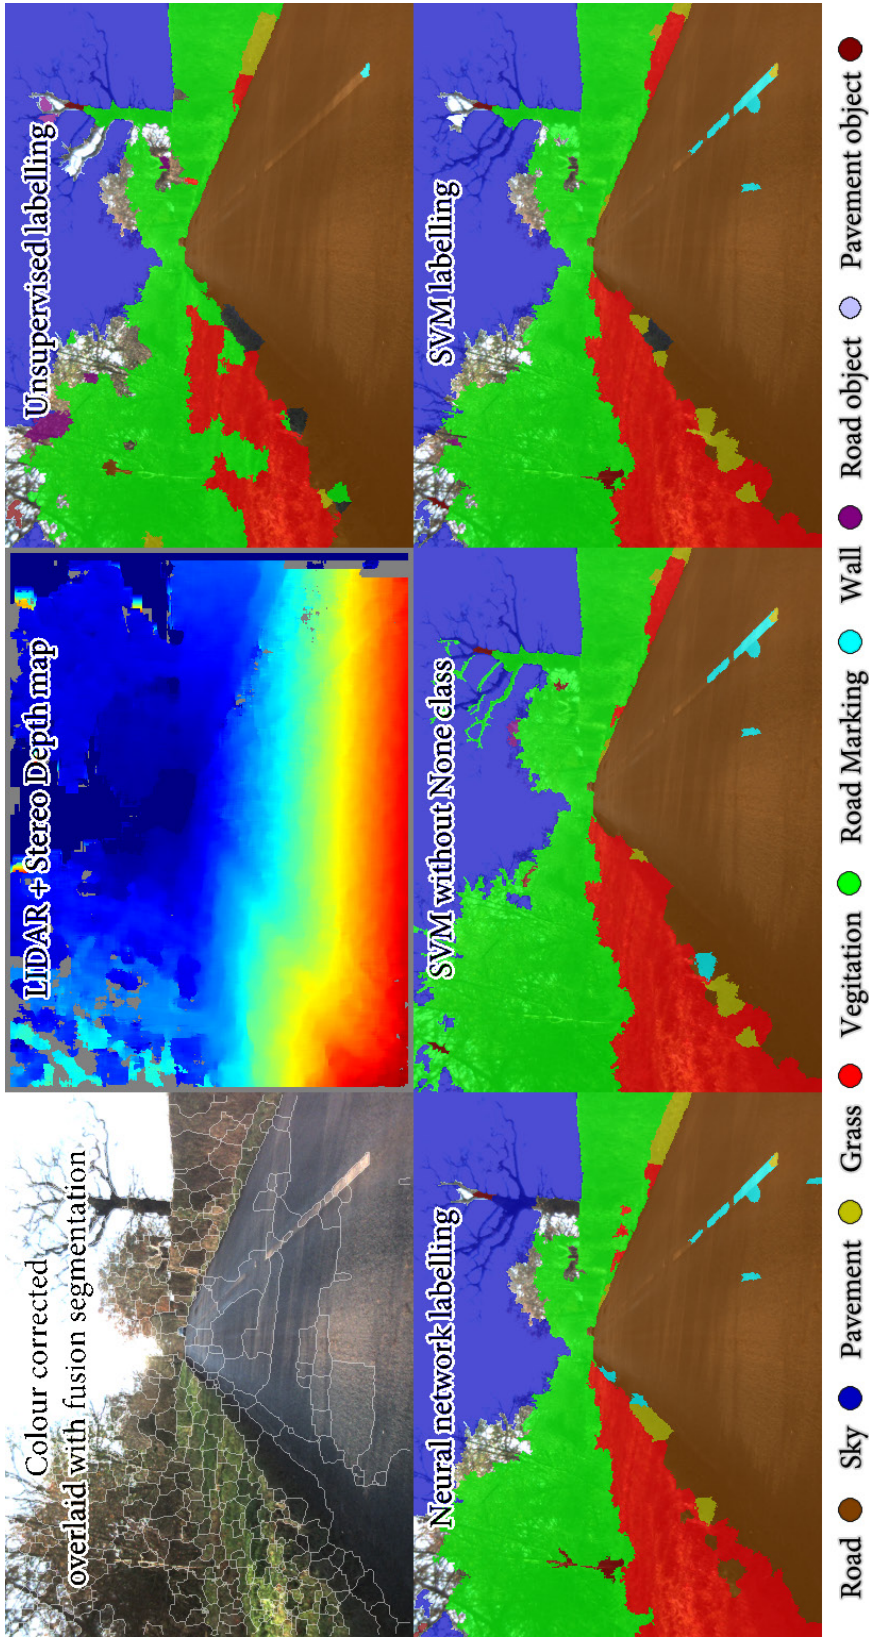 Colour corrected
overlaid with fusion segmentation
LIDAR + Stereo Depth map
Unsupervised labelling
Neural network labelling
SVM without None class
SVM labelling
Road Sky Pavement Grass Vegitation Road Marking Wall Road object Pavement object